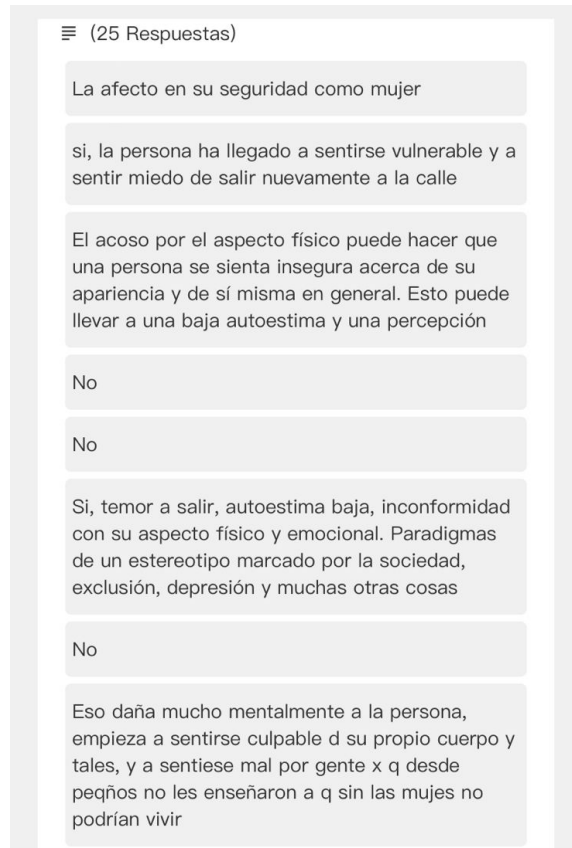 (25 Respuestas)
La afecto en su seguridad como mujer
si, la persona ha llegado a sentirse vulnerable y a
sentir miedo de salir nuevamente a la calle
El acoso por el aspecto físico puede hacer que
una persona se sienta insegura acerca de su
apariencia y de sí misma en general. Esto puede
llevar a una baja autoestima y una percepción
No
No
Si, temor a salir, autoestima baja, inconformidad
con su aspecto físico y emocional. Paradigmas
de un estereotipo marcado por la sociedad,
exclusión, depresión y muchas otras cosas
No
Eso daña mucho mentalmente a la persona,
empieza a sentirse culpable d su propio cuerpo y
tales, y a sentiese mal por gente x q desde
peqños no les enseñaron a q sin las mujes no
podrían vivir